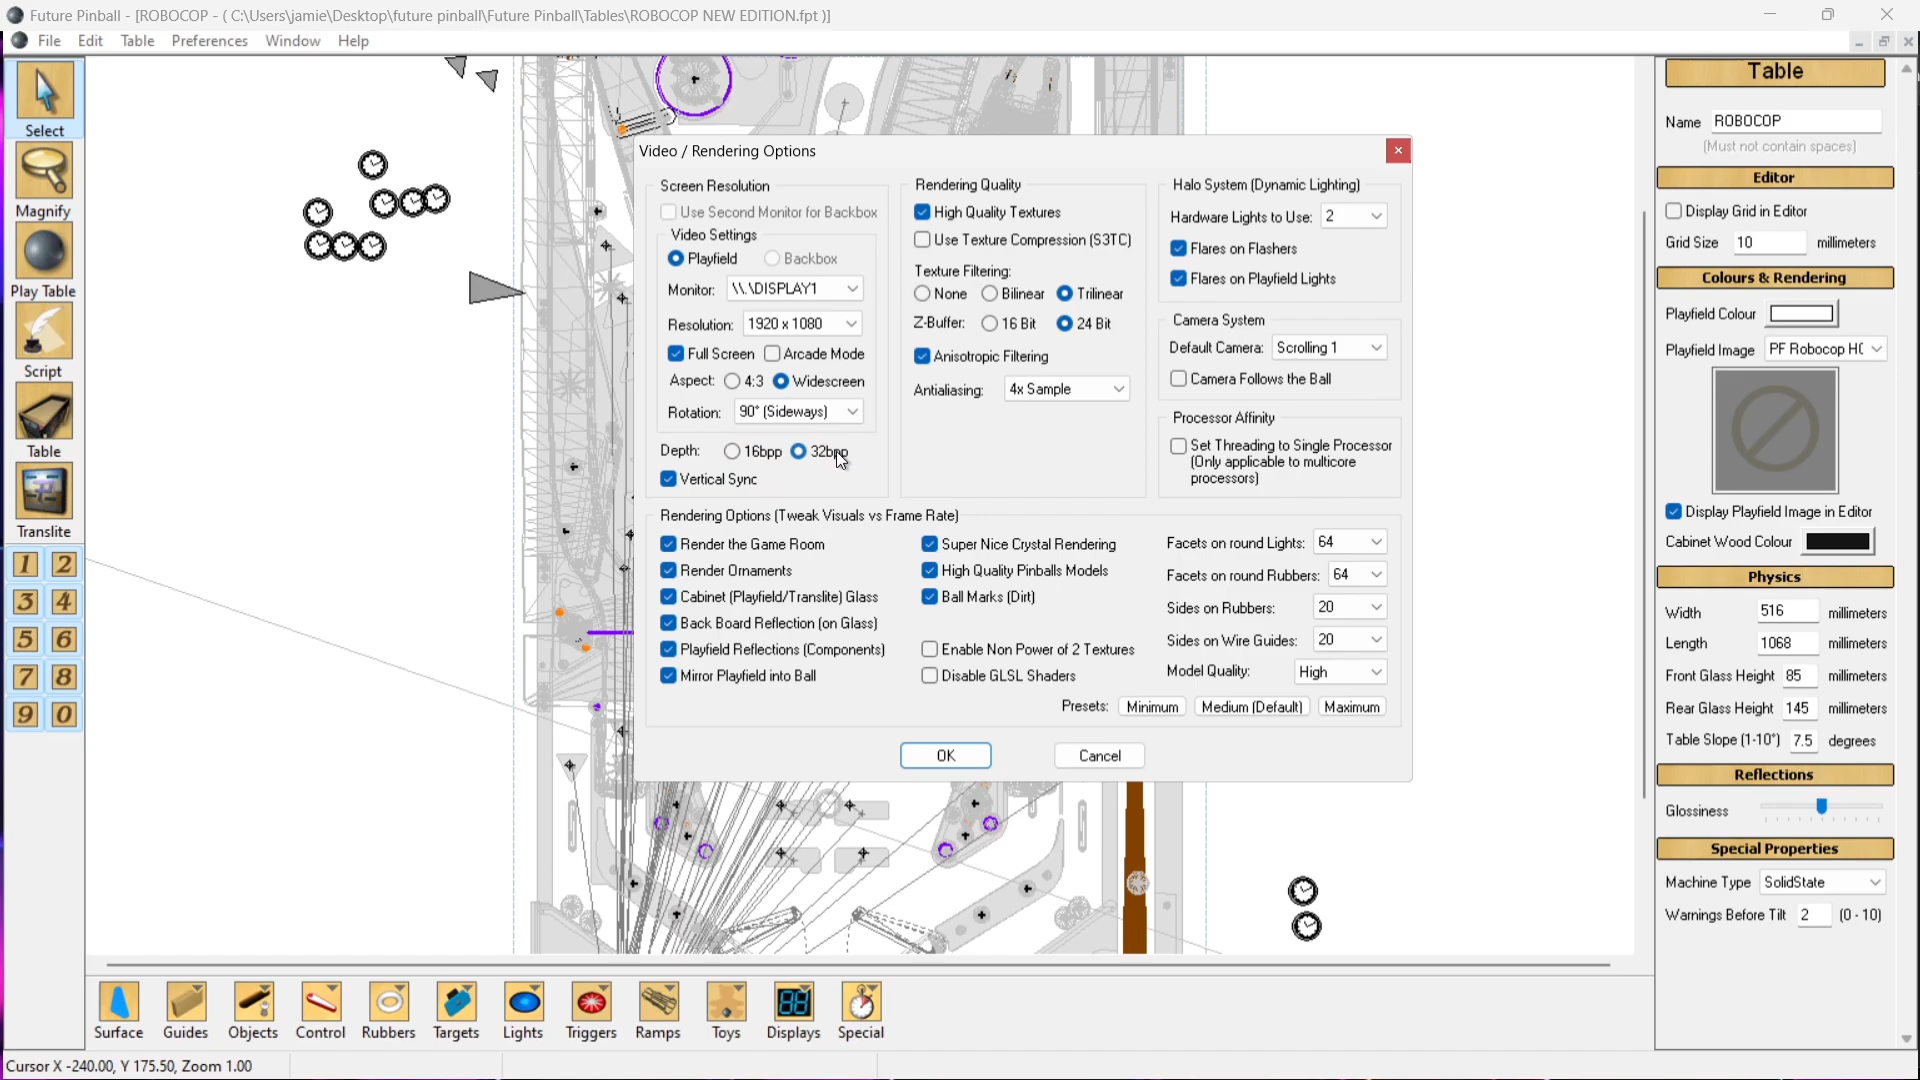 Future Pinball - [ROBOCOP - ( C:\Users\jamie\Desktop\future pinball\Future Pinball\Tables\ROBOCOP NEW EDITION.fpt )]
File Edit Table Preferences Window Help
Select
Magnify
Play Table
Script
Table
Translite
1 2
3 4
5 6
7 8
9 0
Video / Rendering Options
Screen Resolution
Use Second Monitor for Backbox
Video Settings
Playfield Backbox
Monitor: \\.\DISPLAY1
Resolution: 1920 x 1080
Full Screen Arcade Mode
Aspect: 4:3 Widescreen
Rotation: 90° (Sideways)
Depth: 16bpp 32bpp
Vertical Sync
Rendering Quality
High Quality Textures
Use Texture Compression (S3TC)
Texture Filtering:
None Bilinear Trilinear
Z-Buffer: 16 Bit 24 Bit
Anisotropic Filtering
Antialiasing: 4x Sample
Halo System (Dynamic Lighting)
Hardware Lights to Use: 2
Flares on Flashers
Flares on Playfield Lights
Camera System
Default Camera: Scrolling 1
Camera Follows the Ball
Processor Affinity
Set Threading to Single Processor
(Only applicable to multicore
processors)
Rendering Options (Tweak Visuals vs Frame Rate)
Render the Game Room
Render Ornaments
Cabinet (Playfield/Translite) Glass
Back Board Reflection (on Glass)
Playfield Reflections (Components)
Mirror Playfield into Ball
Super Nice Crystal Rendering
High Quality Pinballs Models
Ball Marks (Dirt)
Enable Non Power of 2 Textures
Disable GLSL Shaders
Facets on round Lights: 64
Facets on round Rubbers: 64
Sides on Rubbers: 20
Sides on Wire Guides: 20
Model Quality: High
Presets: Minimum Medium (Default) Maximum
OK Cancel
Table
Name ROBOCOP
(Must not contain spaces)
Editor
Display Grid in Editor
Grid Size 10 millimeters
Colours & Rendering
Playfield Colour
Playfield Image PF Robocop H(
Display Playfield Image in Editor
Cabinet Wood Colour
Physics
Width 516 millimeters
Length 1068 millimeters
Front Glass Height 85 millimeters
Rear Glass Height 145 millimeters
Table Slope (1-10°) 7.5 degrees
Reflections
Glossiness
Special Properties
Machine Type SolidState
Warnings Before Tilt 2 (0 - 10)
Surface Guides Objects Control Rubbers Targets Lights Triggers Ramps Toys Displays Special
Cursor X -240.00, Y 175.50, Zoom 1.00